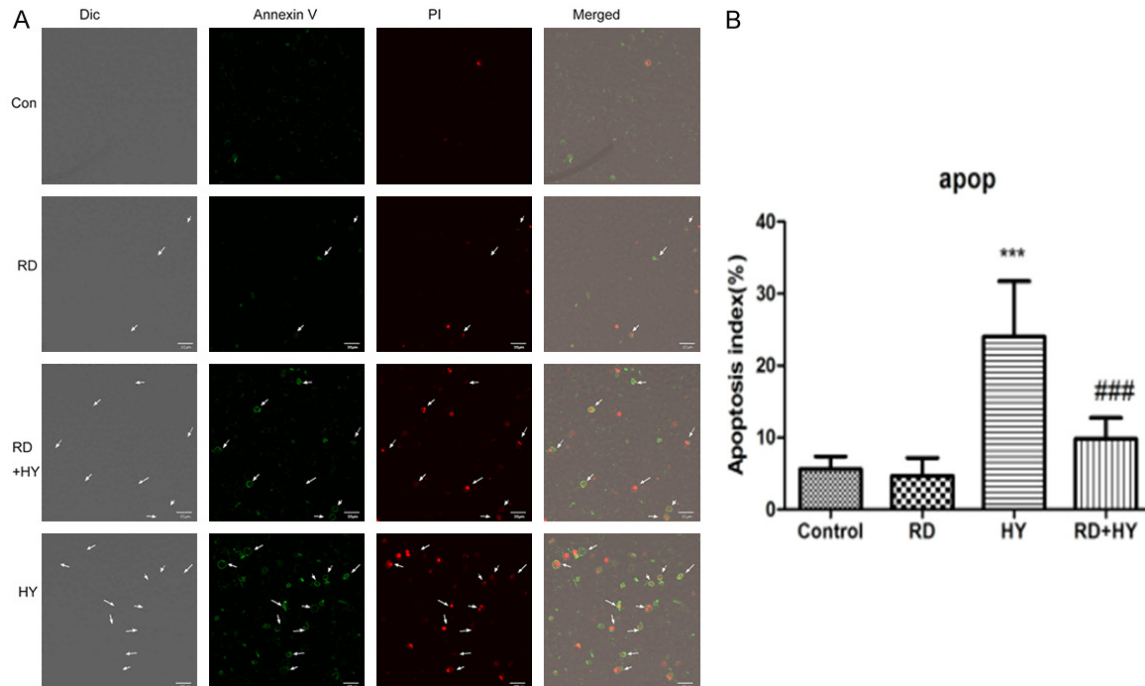 A
Dic Annexin V PI Merged
Con
RD
RD
+HY
HY
B
apop
Apoptosis index(%)
40
30
20
10
0
***
###
Control RD HY RD+HY